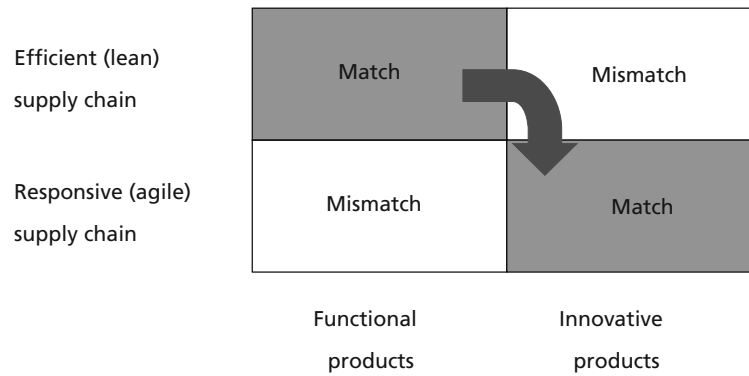 Efficient (lean)
supply chain
Match
Mismatch
Responsive (agile)
supply chain
Mismatch
Match
Functional
products
Innovative
products